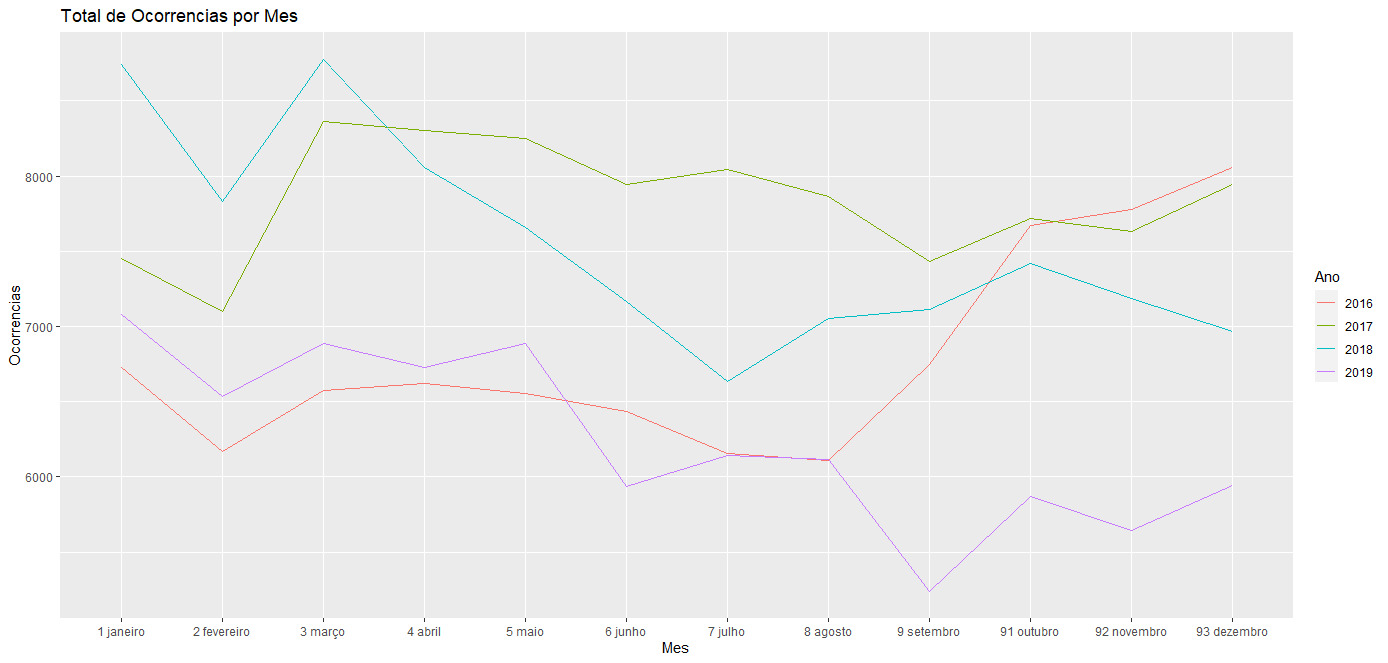 Total de Ocorrencias por Mes
Ocorrencias
8000
7000
6000
1 janeiro
2 fevereiro
3 março
4 abril
5 maio
6 junho
7 julho
8 agosto
9 setembro
91 outubro
92 novembro
93 dezembro
Mes
Ano
2016
2017
2018
2019